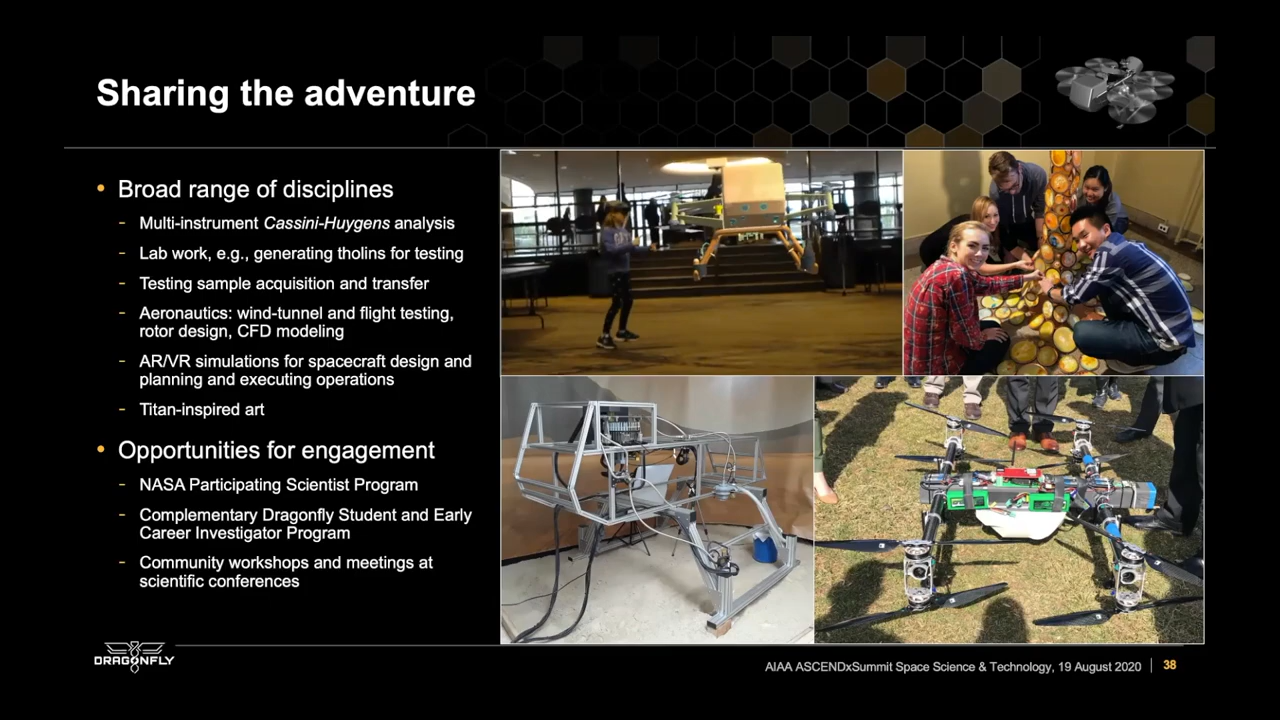 Sharing the adventure
• Broad range of disciplines
- Multi-instrument Cassini-Huygens analysis
- Lab work, e.g., generating tholins for testing
- Testing sample acquisition and transfer
- Aeronautics: wind-tunnel and flight testing,
rotor design, CFD modeling
- AR/VR simulations for spacecraft design and
planning and executing operations
- Titan-inspired art
• Opportunities for engagement
- NASA Participating Scientist Program
- Complementary Dragonfly Student and Early
Career Investigator Program
- Community workshops and meetings at
scientific conferences
DRAGONFLY
AIAA ASCENDxSummit Space Science & Technology, 19 August 2020 | 38